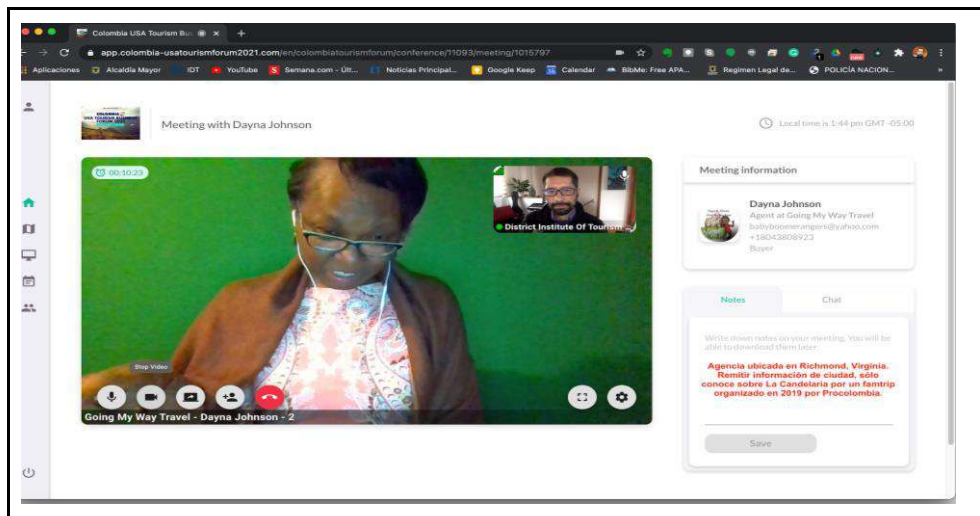 Colombia USA Tourism Bus
app.colombia-usatourismforum2021.com/en/colombiatourismforum/conference/11093/meeting/1015797
Aplicaciones
Alcaldía Mayor
IDT
YouTube
Semana.com - Últ...
Noticias Principal...
Google Keep
Calendar
BibMe: Free APA...
Regimen Legal de...
POLICÍA NACION...
»
Meeting with Dayna Johnson
Local time is 1:44 pm GMT -05:00
00:10:23
District Institute Of Tourism
Stop Video
Going My Way Travel - Dayna Johnson - 2
Meeting information
Dayna Johnson
Agent at Going My Way Travel
babyboomerangers@yahoo.com
+18043808923
Buyer
Notes
Chat
Write down notes on your meeting. You will be
able to download them later.
Agencia ubicada en Richmond, Virginia.
Remitir información de ciudad, sólo
conoce sobre La Candelaria por un famtrip
organizado en 2019 por Procolombia.
Save